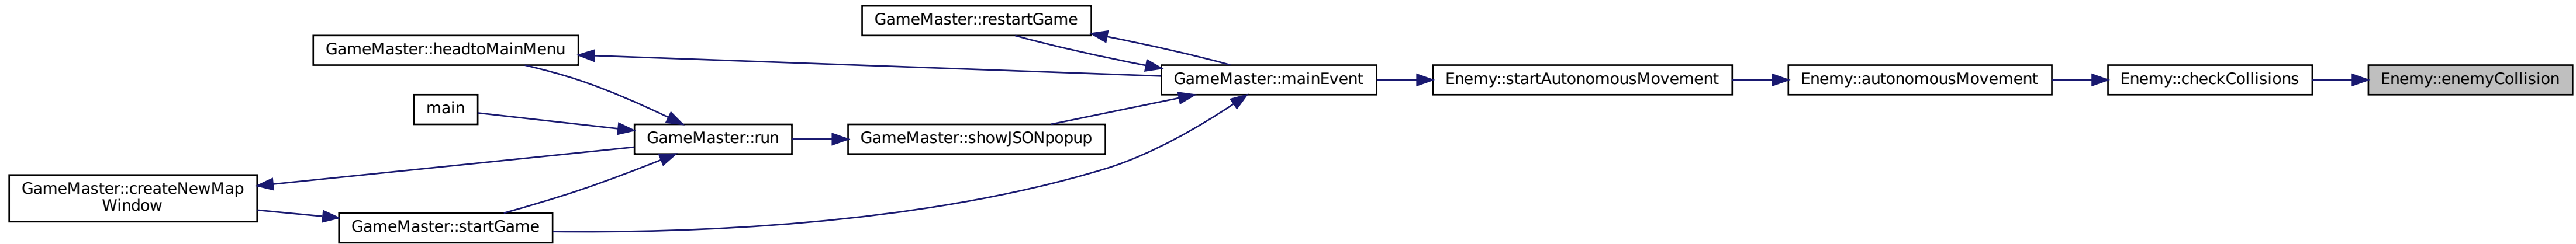 GameMaster::restartGame
GameMaster::headtoMainMenu
GameMaster::mainEvent
Enemy::startAutonomousMovement
Enemy::autonomousMovement
Enemy::checkCollisions
Enemy::enemyCollision
main
GameMaster::run
GameMaster::showJSONpopup
GameMaster::createNewMap
Window
GameMaster::startGame